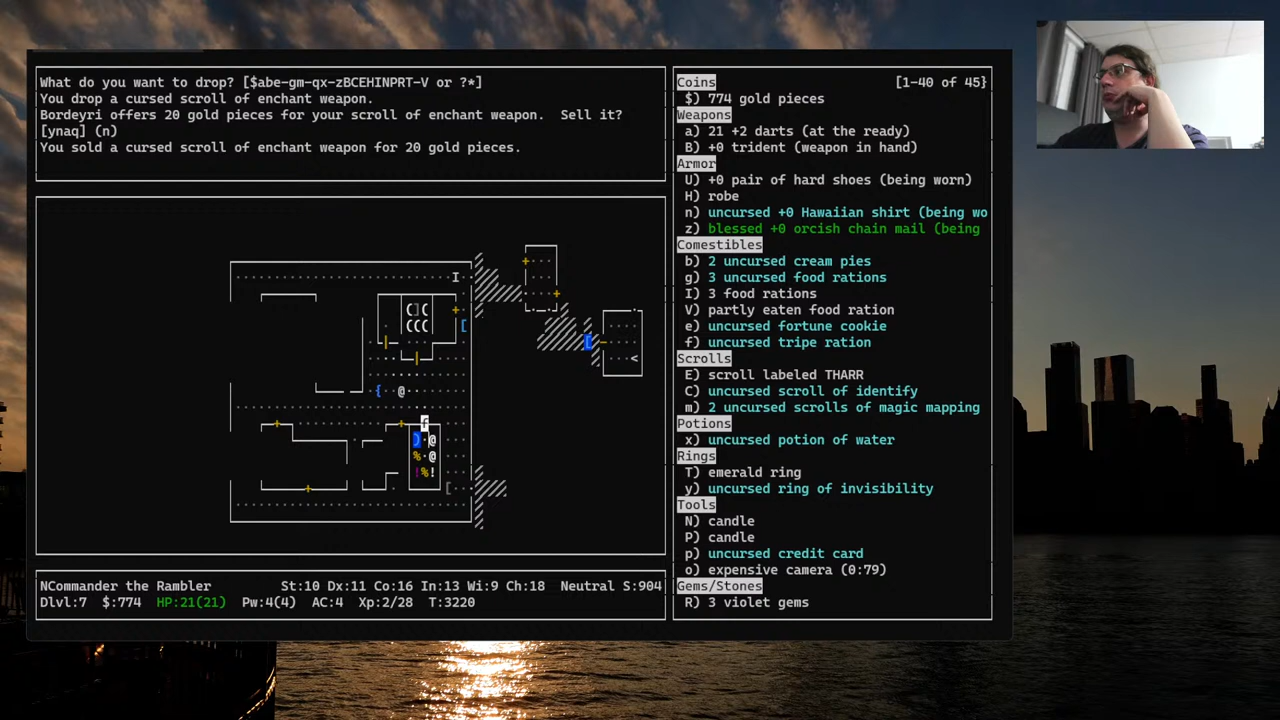 What do you want to drop? [$abe-gm-qx-zBCEHINPRT-V or ?*]
You drop a cursed scroll of enchant weapon.
Bordeyri offers 20 gold pieces for your scroll of enchant weapon.  Sell it?
[ynaq] (n)
You sold a cursed scroll of enchant weapon for 20 gold pieces.
NCommander the Rambler St:10 Dx:11 Co:16 In:13 Wi:9 Ch:18 Neutral S:904
Dlvl:7 $:774 HP:21(21) Pw:4(4) AC:4 Xp:2/28 T:3220
Coins [1-40 of 45}
$) 774 gold pieces
Weapons
a) 21 +2 darts (at the ready)
B) +0 trident (weapon in hand)
Armor
U) +0 pair of hard shoes (being worn)
H) robe
n) uncursed +0 Hawaiian shirt (being wo
z) blessed +0 orcish chain mail (being
Comestibles
b) 2 uncursed cream pies
g) 3 uncursed food rations
I) 3 food rations
V) partly eaten food ration
e) uncursed fortune cookie
f) uncursed tripe ration
Scrolls
E) scroll labeled THARR
C) uncursed scroll of identify
m) 2 uncursed scrolls of magic mapping
Potions
x) uncursed potion of water
Rings
T) emerald ring
y) uncursed ring of invisibility
Tools
N) candle
P) candle
p) uncursed credit card
o) expensive camera (0:79)
Gems/Stones
R) 3 violet gems